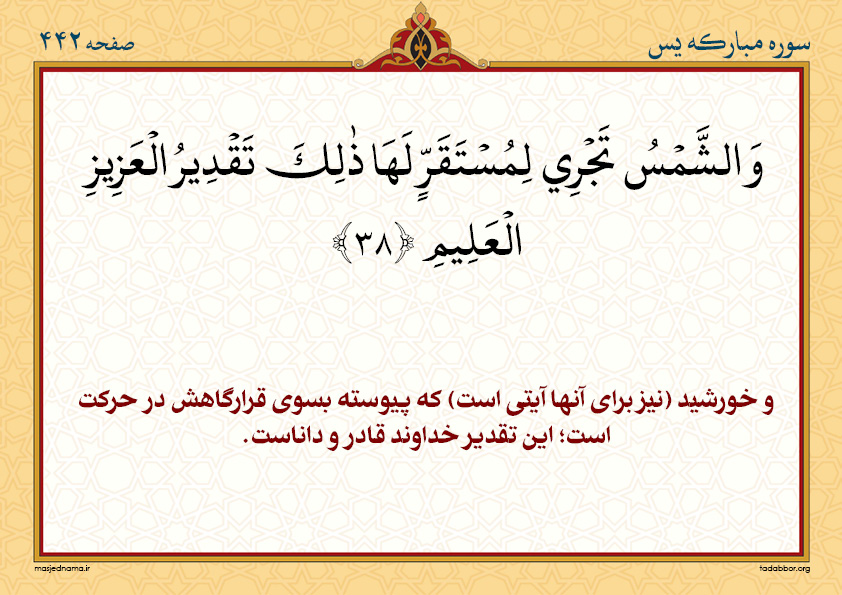 سوره مبارکه یس
صفحه ۴۴۲
وَالشَّمْسُ تَجْرِي لِمُسْتَقَرٍّ لَهَا ذَٰلِكَ تَقْدِيرُ الْعَزِيزِ
الْعَلِيمِ ﴿۳۸﴾
و خورشید (نیز برای آنها آیتی است) که پیوسته بسوی قرارگاهش در حرکت
است؛ این تقدیر خداوند قادر و داناست.
masjednama.ir
tadabbor.org